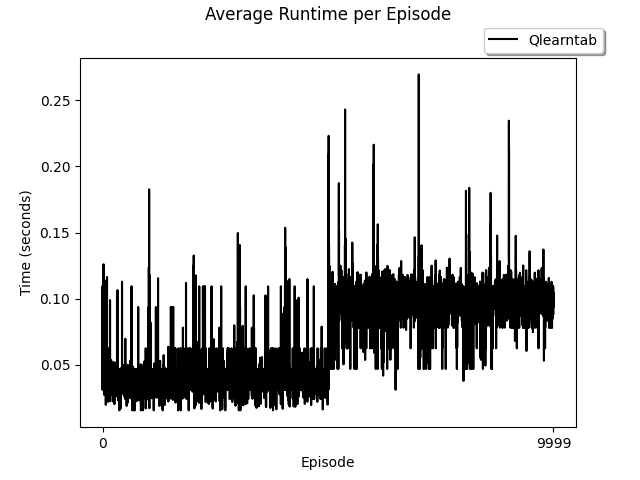 Average Runtime per Episode
Qlearntab
0.25
0.20
0.15
0.10
0.05
Time (seconds)
0 9999
Episode